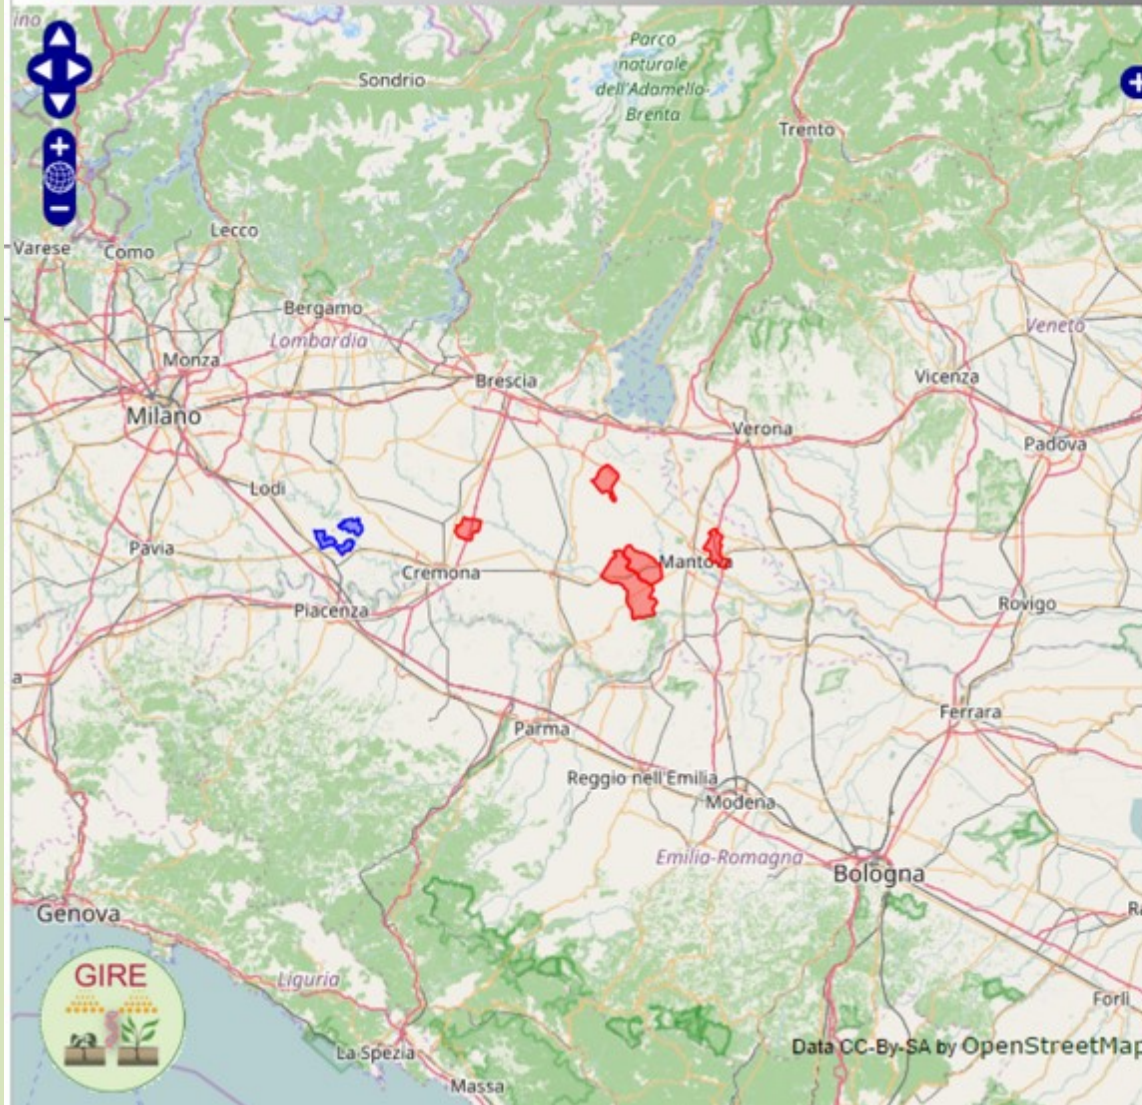 ino
Parco
naturale
dell'Adamello-
Brenta
Sondrio
Trento
Lecco
Varese
Como
Bergamo
Lombardia
Veneto
Monza
Brescia
Vicenza
Milano
Verona
Padova
Lodi
Pavia
Cremona
Mantova
Piacenza
Rovigo
a
Ferrara
Parma
Reggio nell'Emilia
Modena
Emilia-Romagna
Bologna
Genova
Ra
GIRE
Liguria
Forlì
La Spezia
Data CC-By-SA by OpenStreetMap
Massa